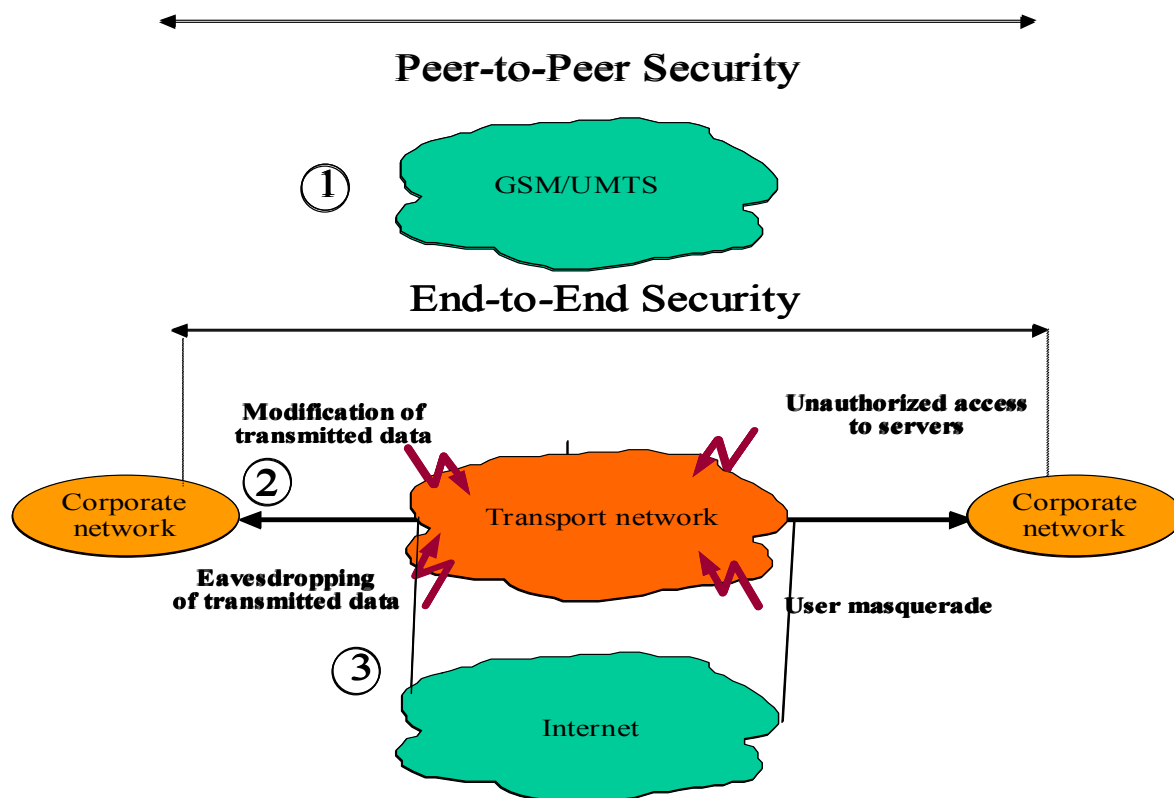 Peer-to-Peer Security
1
GSM/UMTS
End-to-End Security
Modification of
transmitted data
Unauthorized access
to servers
2
Corporate
network
Transport network
Corporate
network
Eavesdropping
of transmitted data
User masquerade
3
Internet